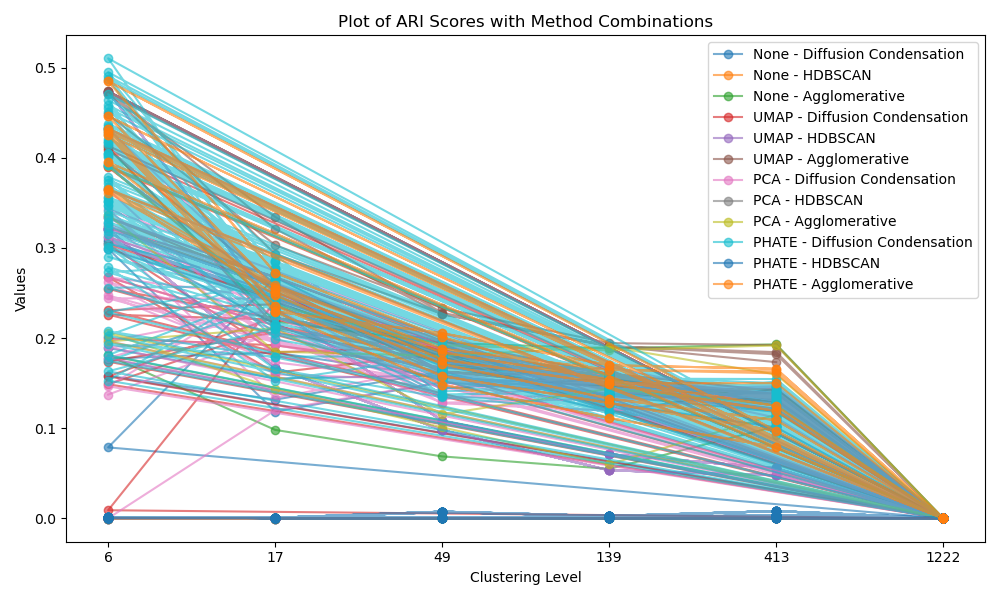 Plot of ARI Scores with Method Combinations
Values
0.5
0.4
0.3
0.2
0.1
0.0
None - Diffusion Condensation
None - HDBSCAN
None - Agglomerative
UMAP - Diffusion Condensation
UMAP - HDBSCAN
UMAP - Agglomerative
PCA - Diffusion Condensation
PCA - HDBSCAN
PCA - Agglomerative
PHATE - Diffusion Condensation
PHATE - HDBSCAN
PHATE - Agglomerative
6 17 49 139 413 1222
Clustering Level